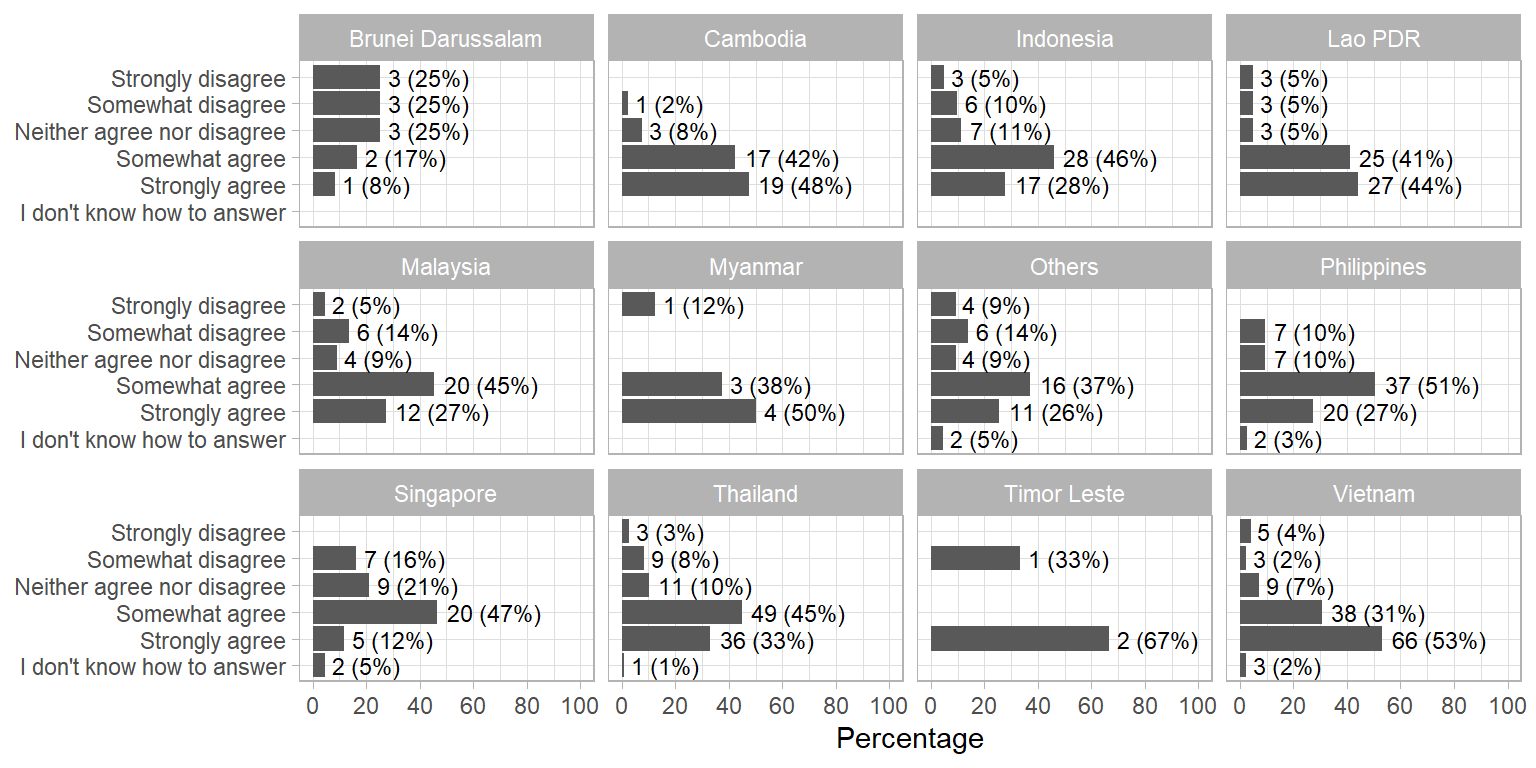 Brunei Darussalam
Cambodia
Indonesia
Lao PDR
Strongly disagree 3 (25%) 3 (5%) 3 (5%)
Somewhat disagree 3 (25%) 1 (2%) 6 (10%) 3 (5%)
Neither agree nor disagree 3 (25%) 3 (8%) 7 (11%) 3 (5%)
Somewhat agree 2 (17%) 17 (42%) 28 (46%) 25 (41%)
Strongly agree 1 (8%) 19 (48%) 17 (28%) 27 (44%)
I don't know how to answer
Malaysia
Myanmar
Others
Philippines
Strongly disagree 2 (5%) 1 (12%) 4 (9%)
Somewhat disagree 6 (14%) 6 (14%) 7 (10%)
Neither agree nor disagree 4 (9%) 4 (9%) 7 (10%)
Somewhat agree 20 (45%) 3 (38%) 16 (37%) 37 (51%)
Strongly agree 12 (27%) 4 (50%) 11 (26%) 20 (27%)
I don't know how to answer 2 (5%) 2 (3%)
Singapore
Thailand
Timor Leste
Vietnam
Strongly disagree 3 (3%) 5 (4%)
Somewhat disagree 7 (16%) 9 (8%) 1 (33%) 3 (2%)
Neither agree nor disagree 9 (21%) 11 (10%) 9 (7%)
Somewhat agree 20 (47%) 49 (45%) 38 (31%)
Strongly agree 5 (12%) 36 (33%) 2 (67%) 66 (53%)
I don't know how to answer 2 (5%) 1 (1%) 3 (2%)
0 20 40 60 80 100 0 20 40 60 80 100 0 20 40 60 80 100 0 20 40 60 80 100
Percentage